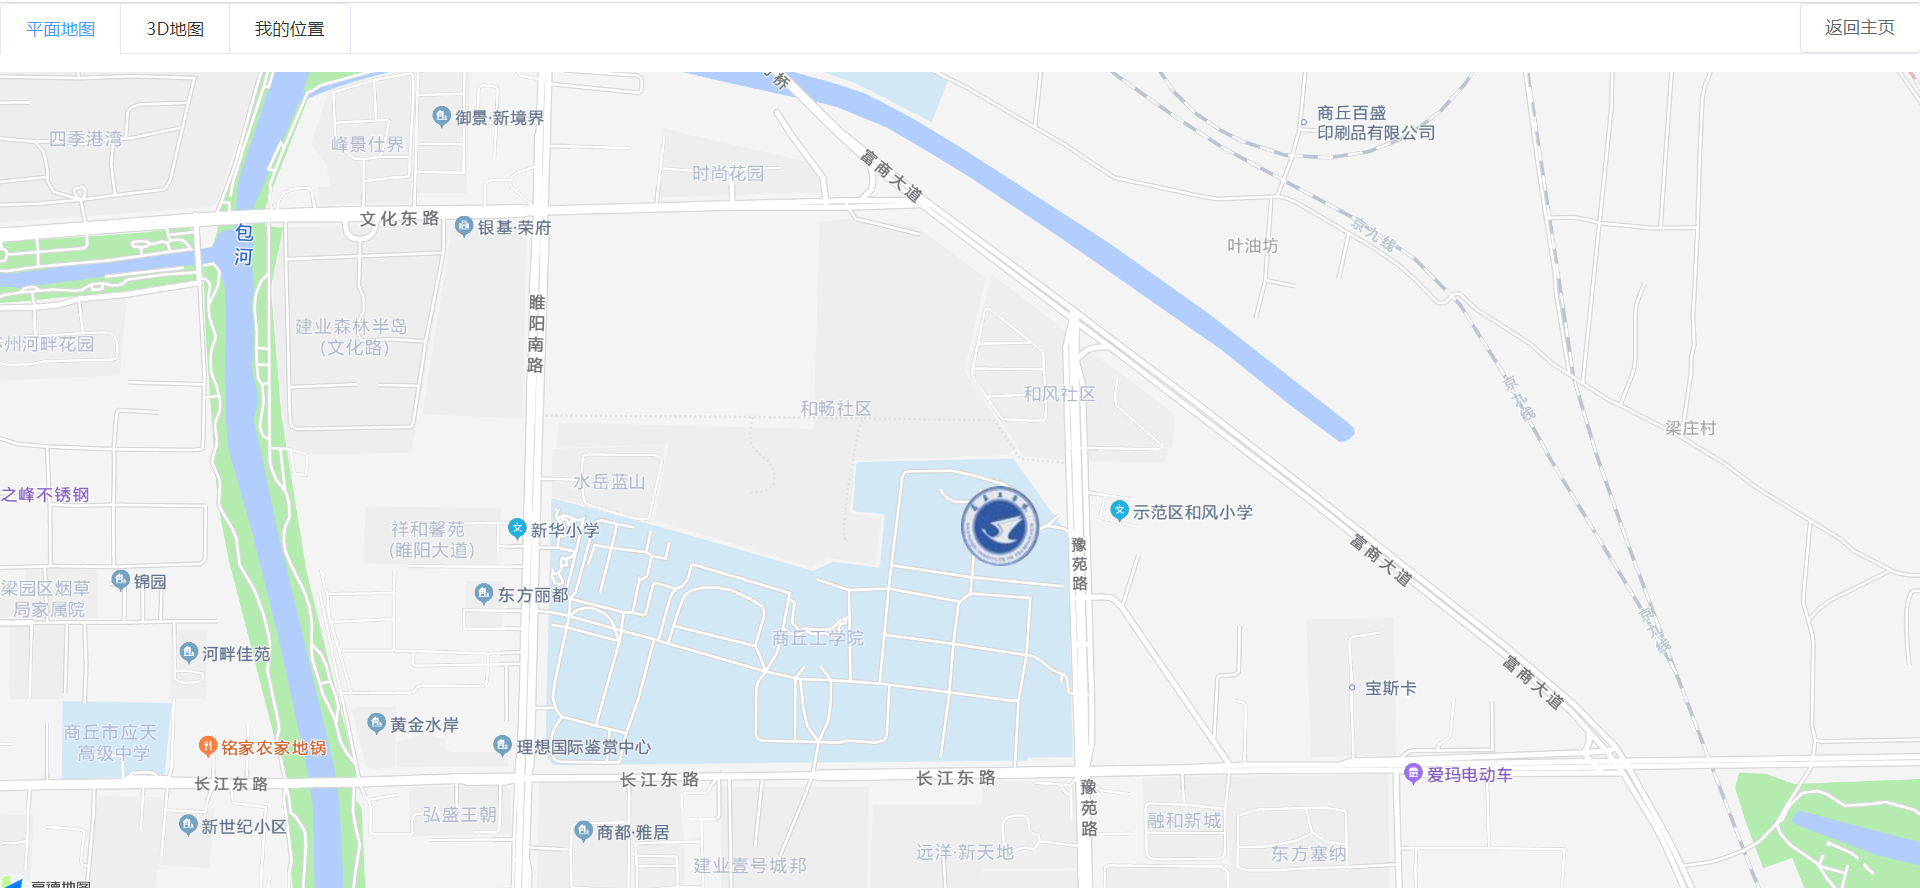 平面地图
3D地图
我的位置
返回主页
桥
御景·新境界
四季港湾
峰景仕界
时尚花园
富商大道
商丘百盛
印刷品有限公司
文化东路
银基·荣府
包河
京九线
叶油坊
睢阳南路
建业森林半岛
(文化路)
州河畔花园
和风社区
和畅社区
京九线
梁庄村
水岳蓝山
之峰不锈钢
祥和馨苑
(睢阳大道)
新华小学
示范区和风小学
豫苑路
富商大道
锦园
梁园区烟草
局家属院
东方丽都
商丘工学院
京九线
河畔佳苑
富商大道
宝斯卡
黄金水岸
商丘市应天
高级中学
铭家农家地锅
理想国际鉴赏中心
长江东路
长江东路
长江东路
爱玛电动车
豫苑路
新世纪小区
弘盛王朝
商都·雅居
融和新城
远洋·新天地
东方塞纳
建业壹号城邦
高德地图